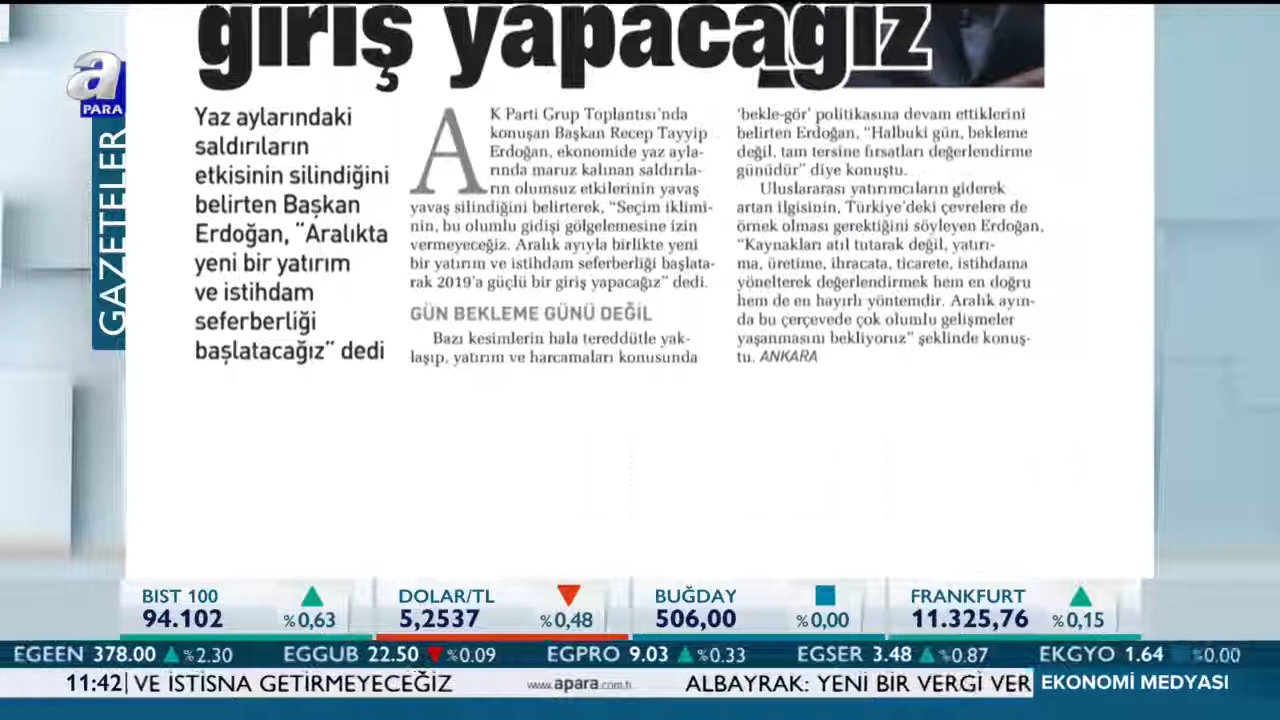 giriş yapacağız
a
PARA
GAZETELER
Yaz aylarındaki
saldırıların
etkisinin silindiğini
belirten Başkan
Erdoğan, “Aralıkta
yeni bir yatırım
ve istihdam
seferberliği
başlatacağız” dedi
AK Parti Grup Toplantısı’nda
konuşan Başkan Recep Tayyip
Erdoğan, ekonomide yaz ayla-
rında maruz kalınan saldırıla-
rın olumsuz etkilerinin yavaş
yavaş silindiğini belirterek, “Seçim iklimi-
nin, bu olumlu gidişi gölgelemesine izin
vermeyeceğiz. Aralık ayıyla birlikte yeni
bir yatırım ve istihdam seferberliği başlata-
rak 2019’a güçlü bir giriş yapacağız” dedi.
GÜN BEKLEME GÜNÜ DEĞİL
Bazı kesimlerin hala tereddütle yak-
laşıp, yatırım ve harcamaları konusunda
‘bekle-gör’ politikasına devam ettiklerini
belirten Erdoğan, “Halbuki gün, bekleme
değil, tam tersine fırsatları değerlendirme
günüdür” diye konuştu.
Uluslararası yatırımcıların giderek
artan ilgisinin, Türkiye’deki çevrelere de
örnek olması gerektiğini söyleyen Erdoğan,
“Kaynakları atıl tutarak değil, yatırı-
ma, üretime, ihracata, ticarete, istihdama
yönelterek değerlendirmek hem en doğru
hem de en hayırlı yöntemdir. Aralık ayın-
da bu çerçevede çok olumlu gelişmeler
yaşanmasını bekliyoruz” şeklinde konuş-
tu. ANKARA
BIST 100
94.102 %0,63
DOLAR/TL
5,2537 %0,48
BUĞDAY
506,00 %0,00
FRANKFURT
11.325,76 %0,15
EGEEN 378.00 %2.30 EGGUB 22.50 %0.09 EGPRO 9.03 %0.33 EGSER 3.48 %0.87 EKGYO 1.64 %0.00
11:42 VE İSTİSNA GETİRMEYECEĞİZ www.apara.com.tr ALBAYRAK: YENİ BİR VERGİ VER EKONOMİ MEDYASI